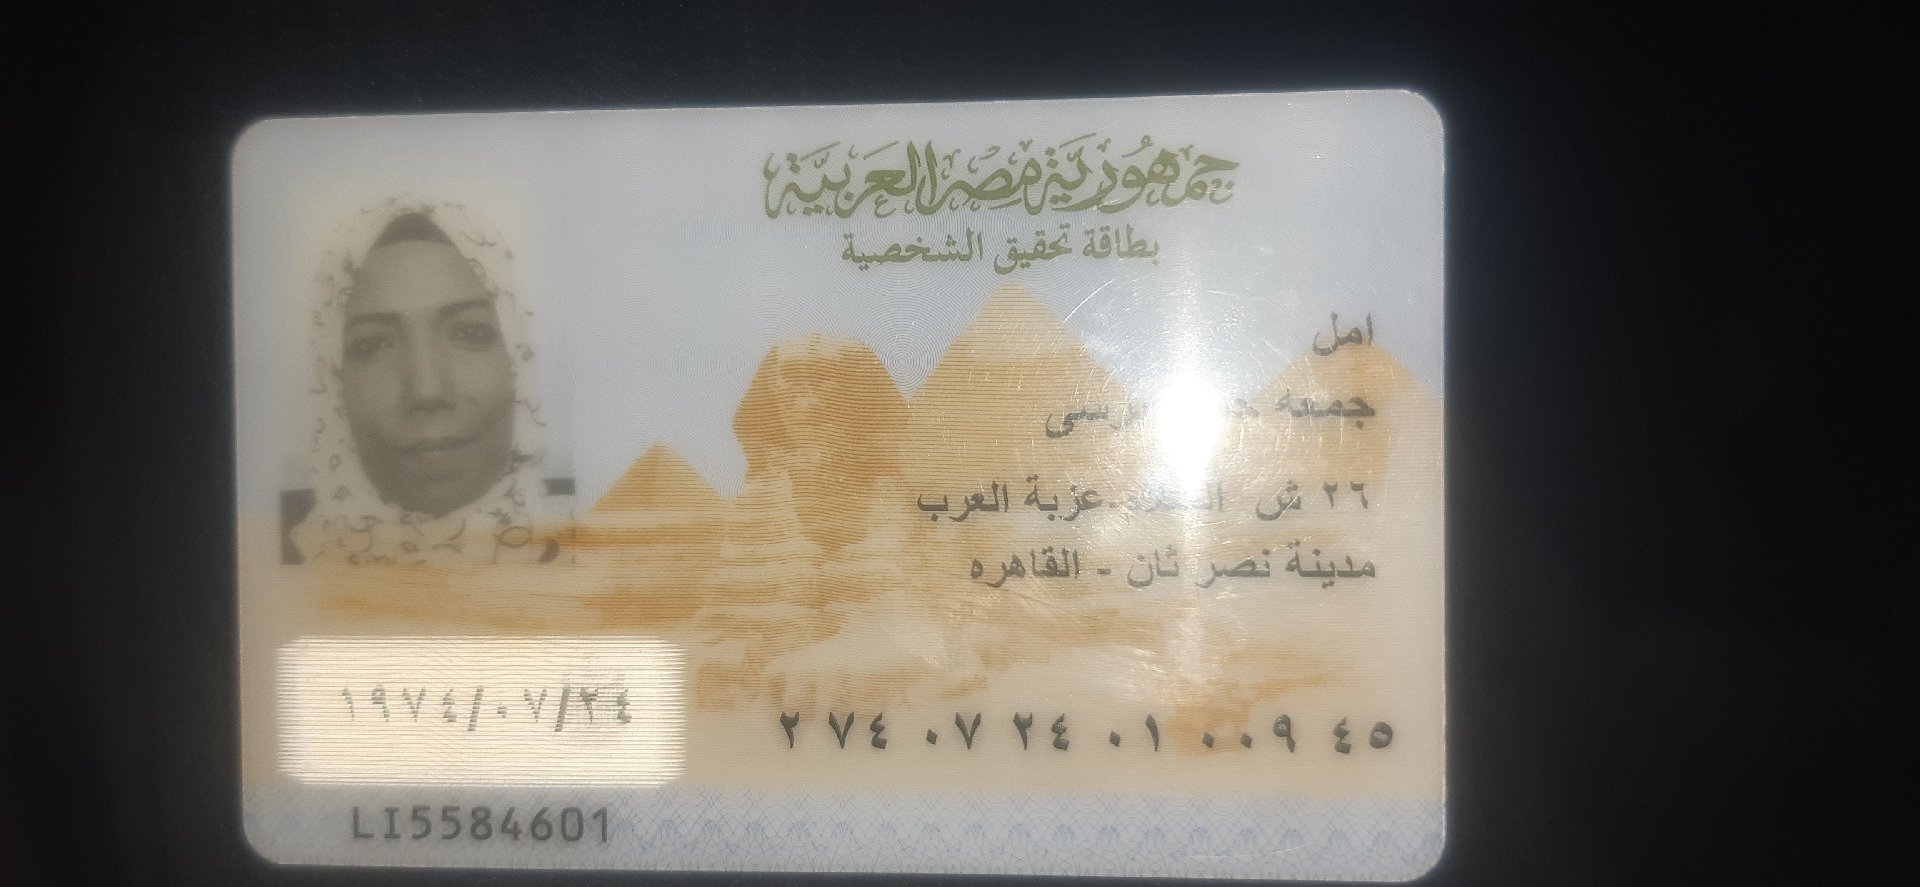 جمهورية مصر العربية
بطاقة تحقيق الشخصية
امل
جمعه
٢٦ ش عزبة العرب
مدينة نصر ثان - القاهره
١٩٧٤/٠٧/٢٤
٢ ٧٤ ٠٧ ٢٤ ٠١ ٠٠٩ ٤٥
LI5584601